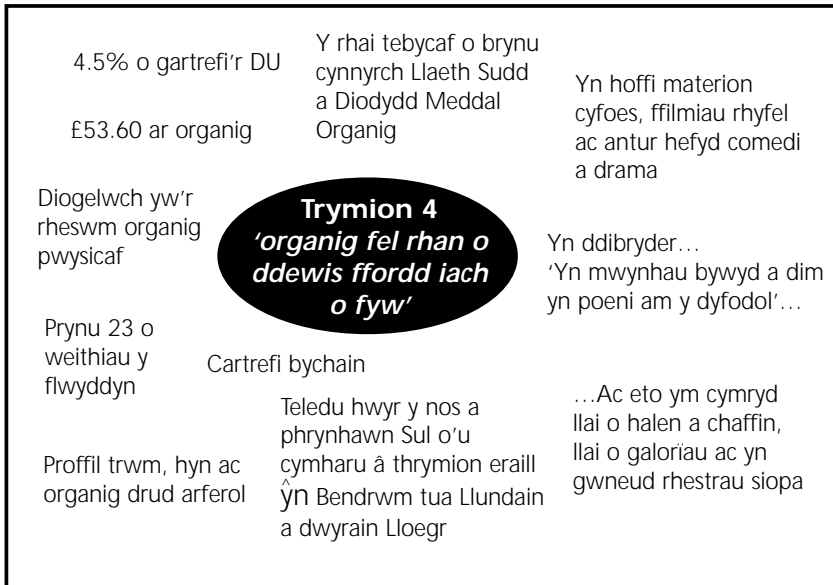 4.5% o gartrefi'r DU
£53.60 ar organig
Y rhai tebycaf o brynu
cynnyrch Llaeth Sudd
a Diodydd Meddal
Organig
Yn hoffi materion
cyfoes, ffilmiau rhyfel
ac antur hefyd comedi
a drama
Diogelwch yw'r
rheswm organig
pwysicaf
Trymion 4
'organig fel rhan o
ddewis ffordd iach
o fyw'
Yn ddibryder…
'Yn mwynhau bywyd a dim
yn poeni am y dyfodol'…
Prynu 23 o
weithiau y
flwyddyn
Cartrefi bychain
Teledu hwyr y nos a
phrynhawn Sul o'u
cymharu â thrymion eraill
ŷn Bendrwm tua Llundain
a dwyrain Lloegr
…Ac eto ym cymryd
llai o halen a chaffin,
llai o galorïau ac yn
gwneud rhestrau siopa
Proffil trwm, hyn ac
organig drud arferol